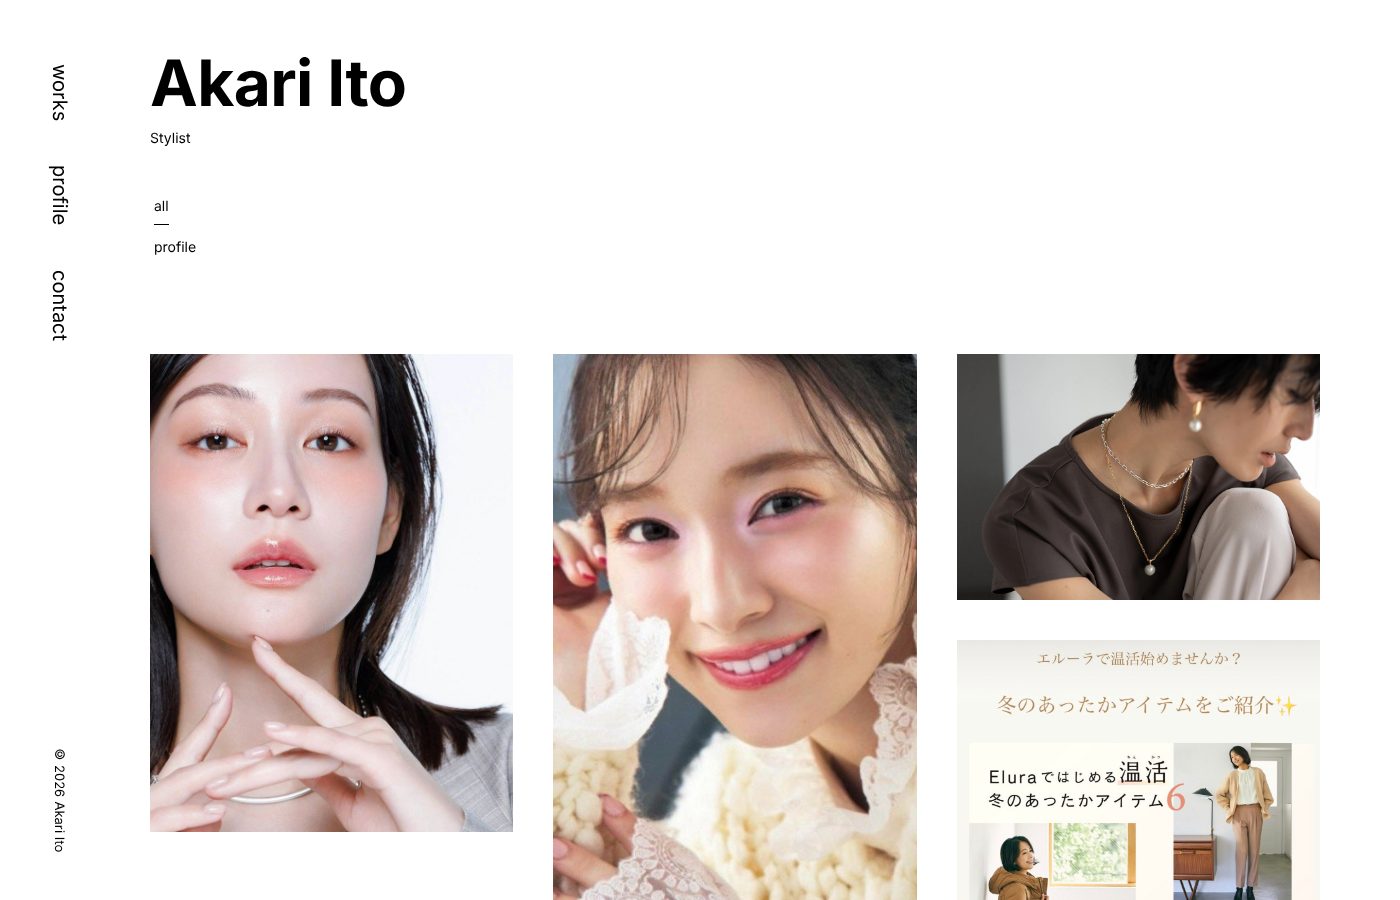 works
profile
contact
© 2026 Akari Ito
Akari Ito
Stylist
all
profile
エルーラで温活始めませんか？
冬のあったかアイテムをご紹介✨
Eluraではじめる温活
冬のあったかアイテム6